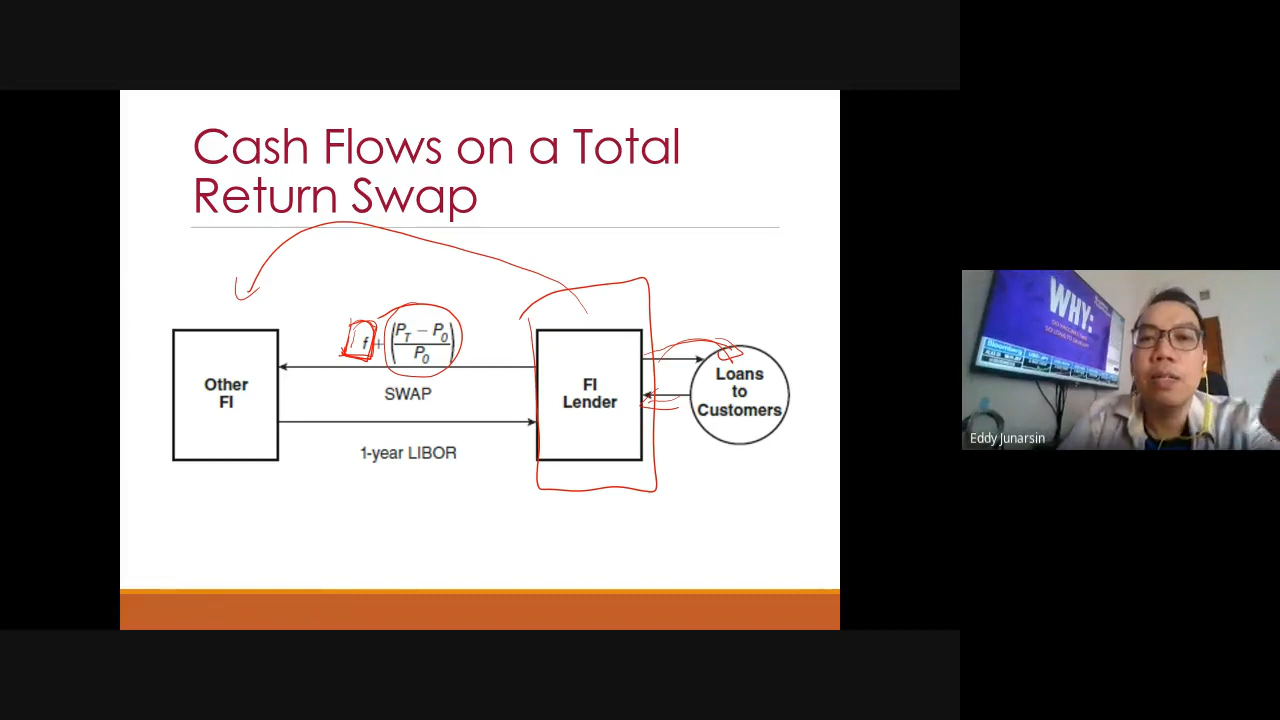 Cash Flows on a Total
Return Swap
f + (P_T − P_0 / P_0)
Other
FI
SWAP
1-year LIBOR
FI
Lender
Loans
to
Customers
WHY:
Bloomberg
Eddy Junarsin